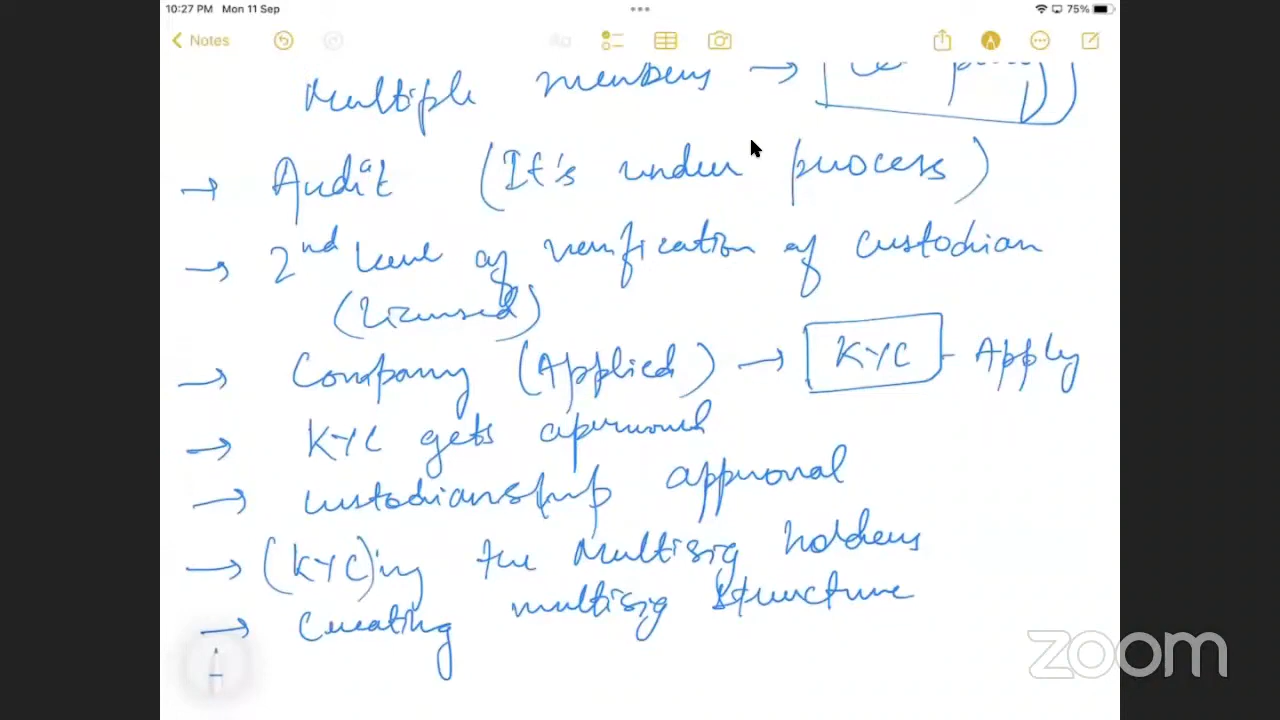 10:27 PM Mon 11 Sep
75%
Notes
Aa
Multiple members →
→ Audit (It's under process)
→ 2nd level of verification of custodian
(Licensed)
→ Company (Applied) → KYC - Apply
→ KYC gets
→ custodianship approval
→ (KYC)ing the Multisig holders
→ Creating multisig structure
zoom